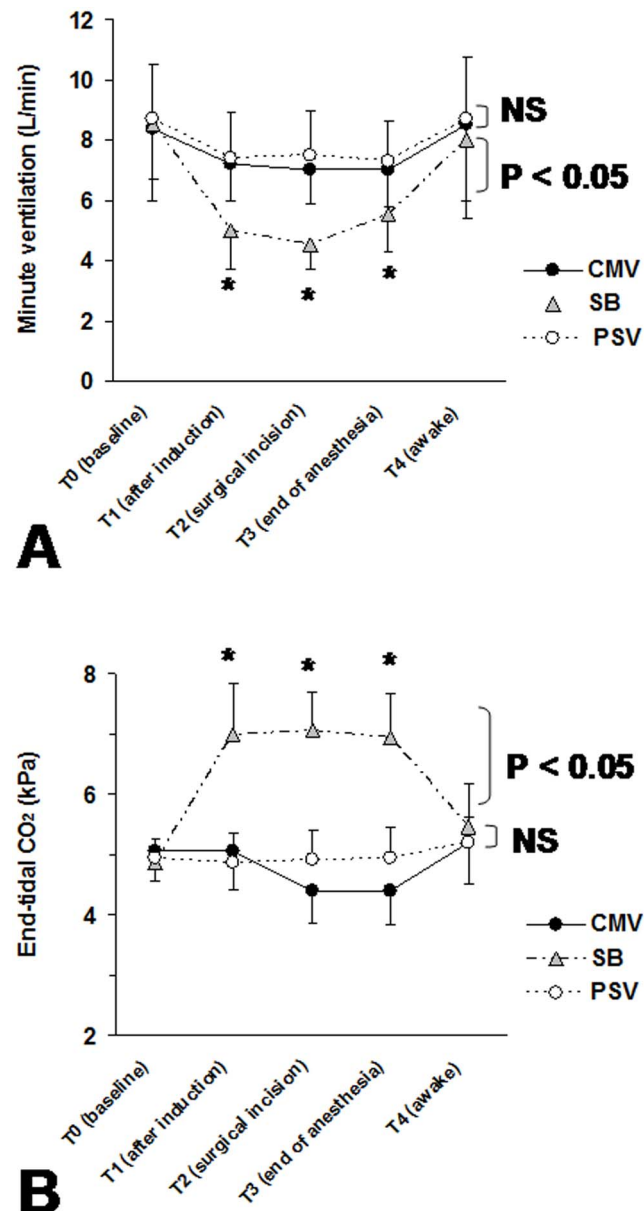 12
10
8
6
4
2
0
Minute ventilation (L/min)
NS
P < 0.05
CMV
SB
PSV
*
*
*
T0 (baseline)
T1 (after induction)
T2 (surgical incision)
T3 (end of anesthesia)
T4 (awake)
A
8
6
4
2
End-tidal CO₂ (kPa)
*
*
*
P < 0.05
NS
CMV
SB
PSV
T0 (baseline)
T1 (after induction)
T2 (surgical incision)
T3 (end of anesthesia)
T4 (awake)
B